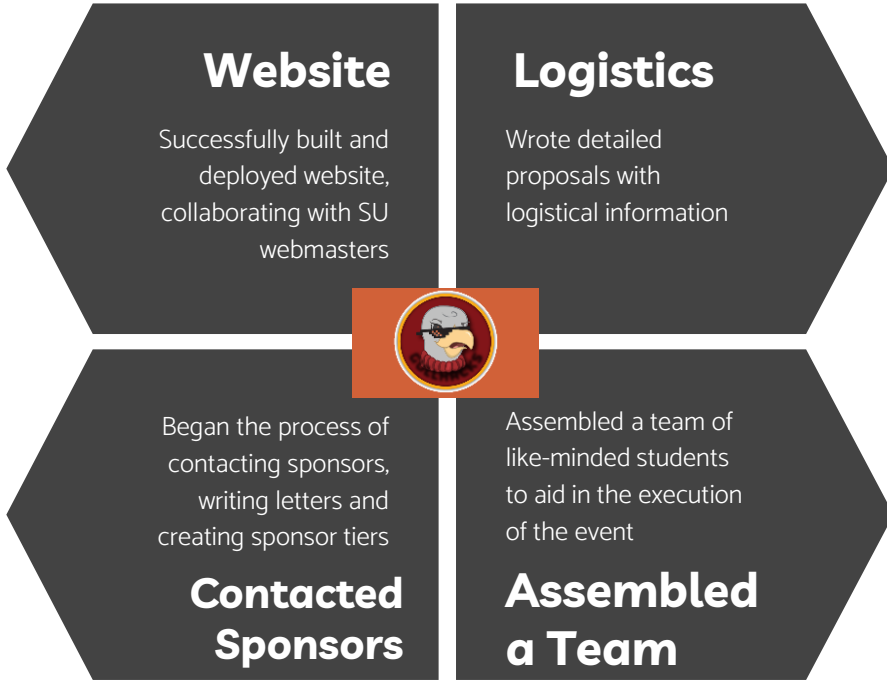 Website
Successfully built and
deployed website,
collaborating with SU
webmasters
Logistics
Wrote detailed
proposals with
logistical information
GULLHACKS
Began the process of
contacting sponsors,
writing letters and
creating sponsor tiers
Contacted
Sponsors
Assembled a team of
like-minded students
to aid in the execution
of the event
Assembled
a Team